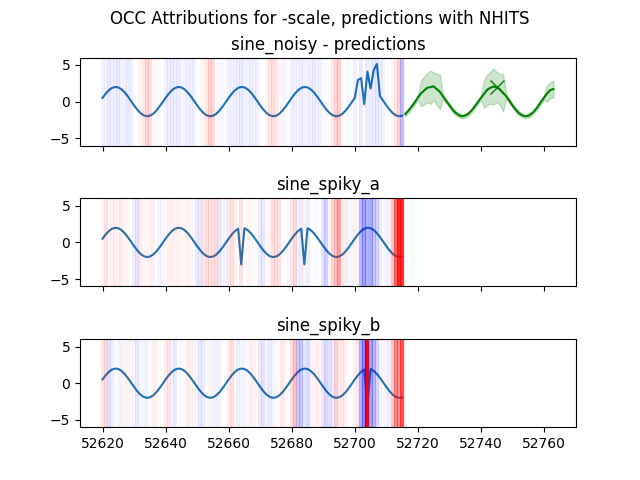 OCC Attributions for -scale, predictions with NHITS
sine_noisy - predictions
5
0
−5
sine_spiky_a
5
0
−5
sine_spiky_b
5
0
−5
52620 52640 52660 52680 52700 52720 52740 52760